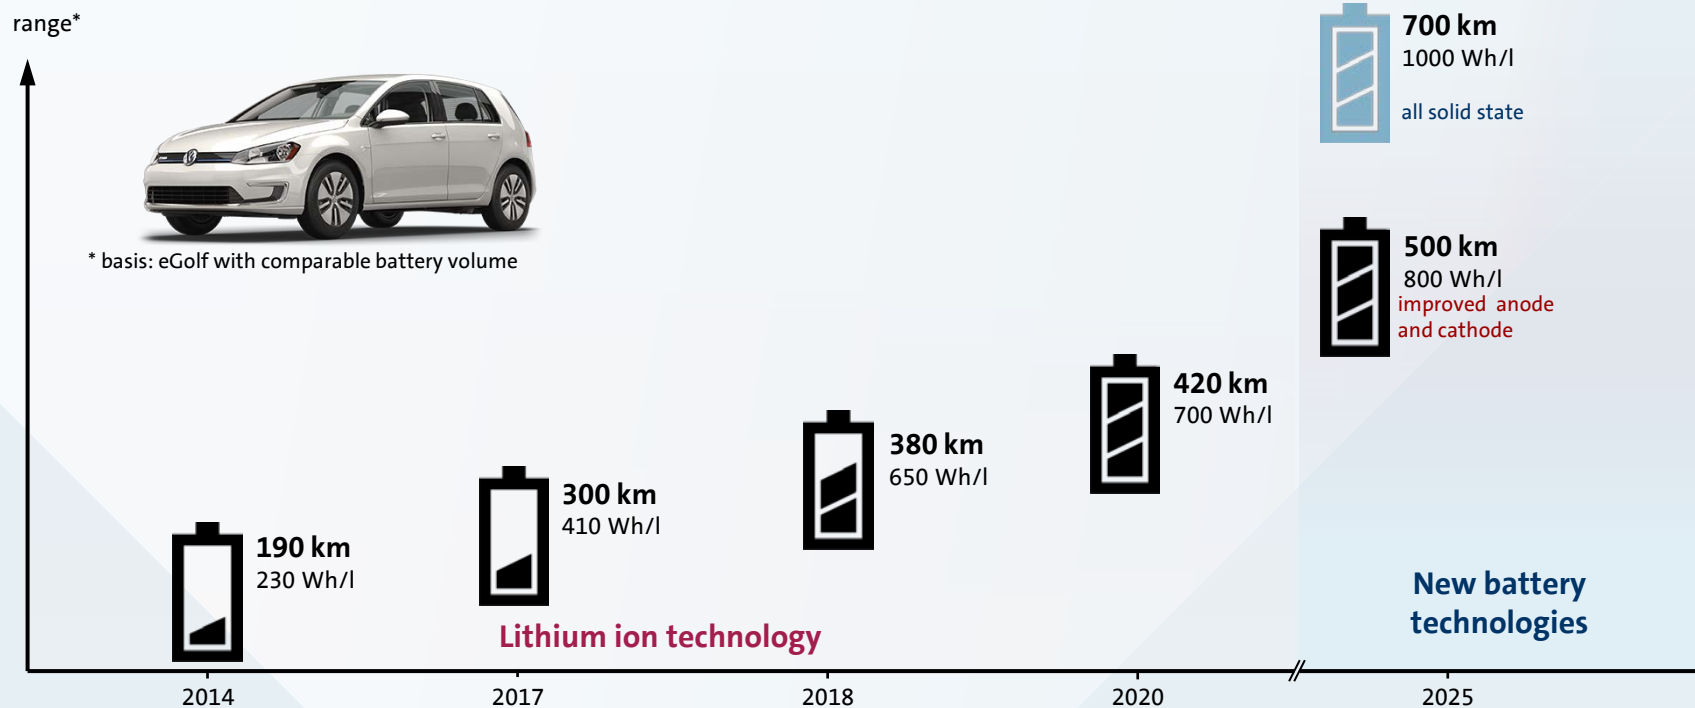 range*
* basis: eGolf with comparable battery volume
190 km
230 Wh/l
300 km
410 Wh/l
380 km
650 Wh/l
420 km
700 Wh/l
700 km
1000 Wh/l
all solid state
500 km
800 Wh/l
improved anode
and cathode
Lithium ion technology
New battery
technologies
2014
2017
2018
2020
2025